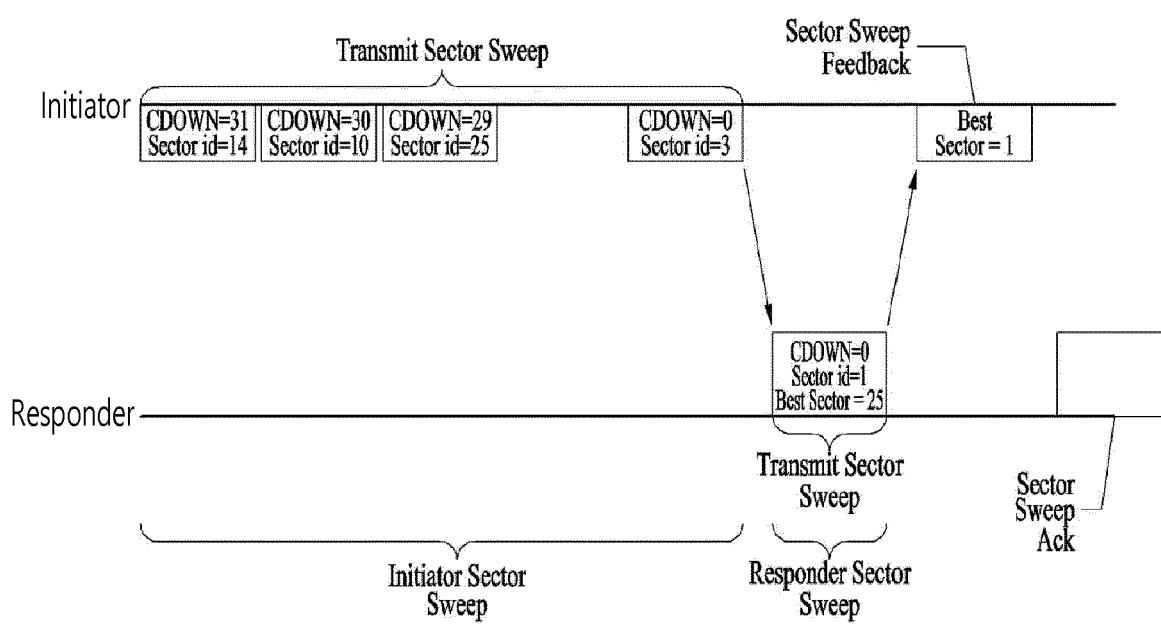 Transmit Sector Sweep
Sector Sweep
Feedback
Initiator
CDOWN=31
Sector id=14
CDOWN=30
Sector id=10
CDOWN=29
Sector id=25
CDOWN=0
Sector id=3
Best
Sector = 1
CDOWN=0
Sector id=1
Best Sector = 25
Responder
Transmit Sector
Sweep
Sector
Sweep
Ack
Initiator Sector
Sweep
Responder Sector
Sweep